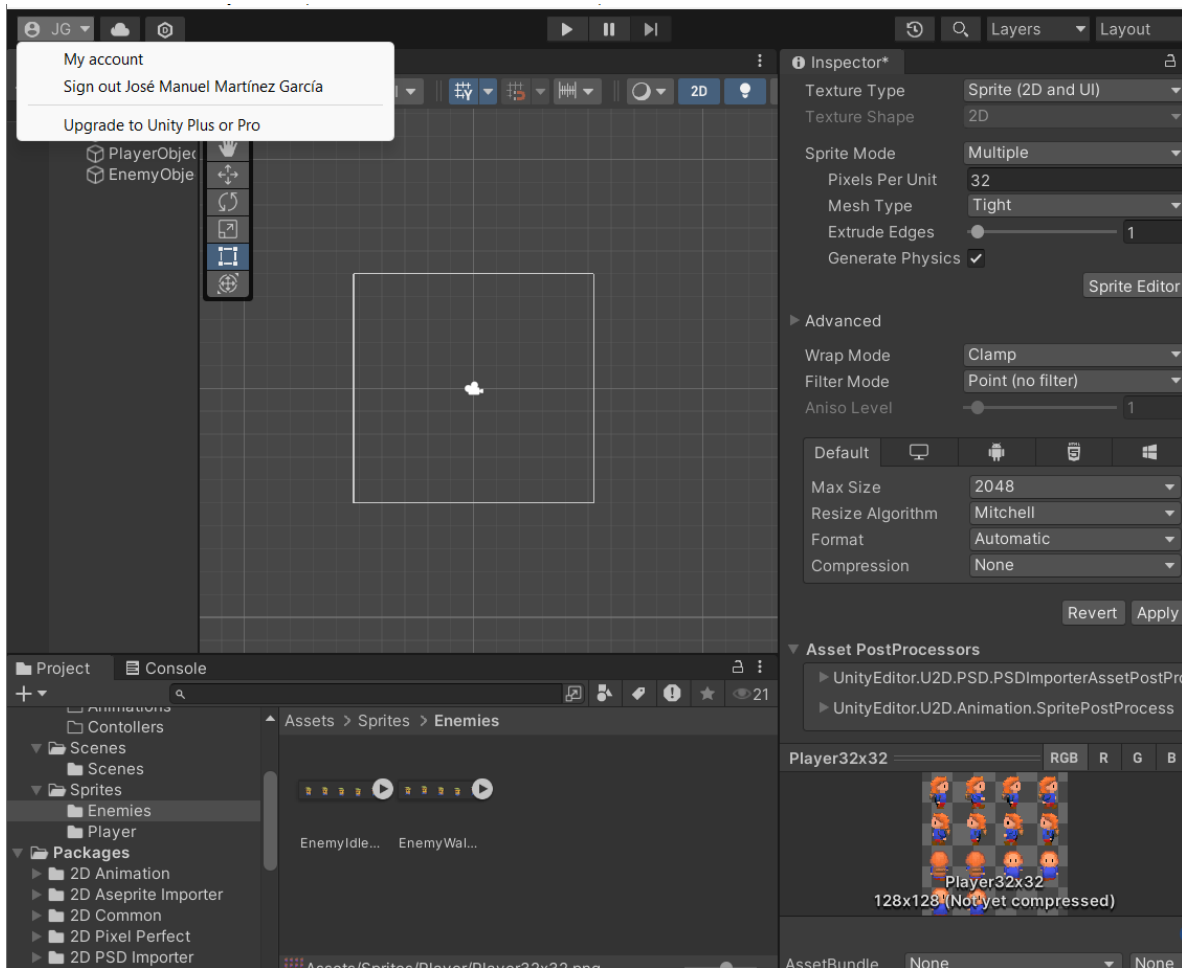 JG
Layers
Layout
My account
Sign out José Manuel Martínez García
Upgrade to Unity Plus or Pro
2D
PlayerObjec
EnemyObje
Inspector*
Texture Type Sprite (2D and UI)
Texture Shape 2D
Sprite Mode Multiple
Pixels Per Unit 32
Mesh Type Tight
Extrude Edges 1
Generate Physics
Sprite Editor
Advanced
Wrap Mode Clamp
Filter Mode Point (no filter)
Aniso Level 1
Default
Max Size 2048
Resize Algorithm Mitchell
Format Automatic
Compression None
Revert Apply
Asset PostProcessors
UnityEditor.U2D.PSD.PSDImporterAssetPostPro
UnityEditor.U2D.Animation.SpritePostProcess
Player32x32 RGB R G B
Player32x32
128x128 (Not yet compressed)
AssetBundle None None
Project Console
21
Animations
Contollers
Scenes
Scenes
Sprites
Enemies
Player
Packages
2D Animation
2D Aseprite Importer
2D Common
2D Pixel Perfect
2D PSD Importer
Assets > Sprites > Enemies
EnemyIdle... EnemyWal...
Assets/Sprites/Player/Player32x32.png